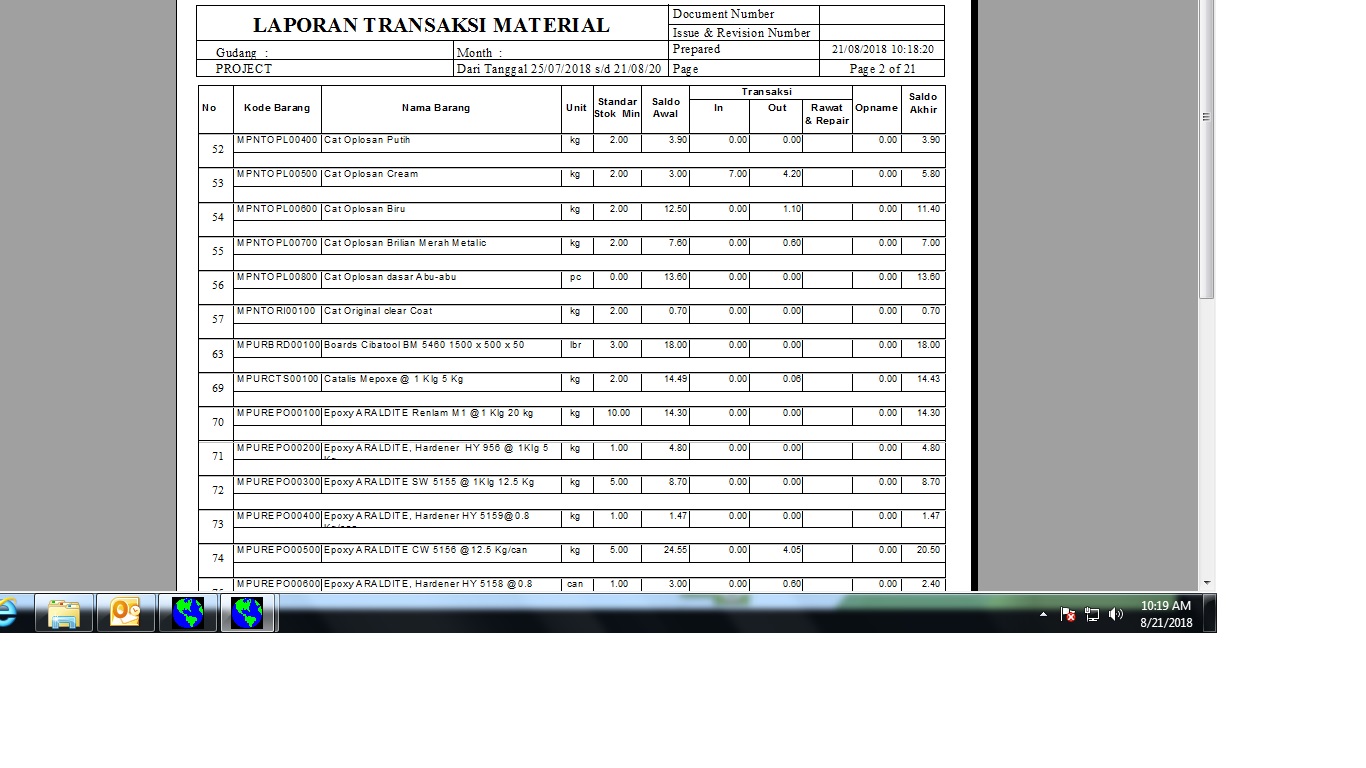 LAPORAN TRANSAKSI MATERIAL
Document Number
Issue & Revision Number
Gudang :
Month :
Prepared
21/08/2018 10:18:20
PROJECT
Dari Tanggal 25/07/2018 s/d 21/08/20
Page
Page 2 of 21
No Kode Barang Nama Barang Unit Standar Stok Min Saldo Awal Transaksi In Out Rawat & Repair Opname Saldo Akhir
52 MPNTOPL00400 Cat Oplosan Putih kg 2.00 3.90 0.00 0.00 0.00 3.90
53 MPNTOPL00500 Cat Oplosan Cream kg 2.00 3.00 7.00 4.20 0.00 5.80
54 MPNTOPL00600 Cat Oplosan Biru kg 2.00 12.50 0.00 1.10 0.00 11.40
55 MPNTOPL00700 Cat Oplosan Brilian Merah Metalic kg 2.00 7.60 0.00 0.60 0.00 7.00
56 MPNTOPL00800 Cat Oplosan dasar Abu-abu pc 0.00 13.60 0.00 0.00 0.00 13.60
57 MPNTORI00100 Cat Original clear Coat kg 2.00 0.70 0.00 0.00 0.00 0.70
63 MPURBRD00100 Boards Cibatool BM 5460 1500 x 500 x 50 lbr 3.00 18.00 0.00 0.00 0.00 18.00
69 MPURCTS00100 Catalis Mepoxe @ 1 Klg 5 Kg kg 2.00 14.49 0.00 0.06 0.00 14.43
70 MPUREPO00100 Epoxy ARALDITE Renlam M1 @1 Klg 20 kg kg 10.00 14.30 0.00 0.00 0.00 14.30
71 MPUREPO00200 Epoxy ARALDITE, Hardener HY 956 @ 1Klg 5 kg 1.00 4.80 0.00 0.00 0.00 4.80
72 MPUREPO00300 Epoxy ARALDITE SW 5155 @ 1Klg 12.5 Kg kg 5.00 8.70 0.00 0.00 0.00 8.70
73 MPUREPO00400 Epoxy ARALDITE, Hardener HY 5159@0.8 kg 1.00 1.47 0.00 0.00 0.00 1.47
74 MPUREPO00500 Epoxy ARALDITE CW 5156 @12.5 Kg/can kg 5.00 24.55 0.00 4.05 0.00 20.50
MPUREPO00600 Epoxy ARALDITE, Hardener HY 5158 @0.8 can 1.00 3.00 0.00 0.60 0.00 2.40
10:19 AM
8/21/2018